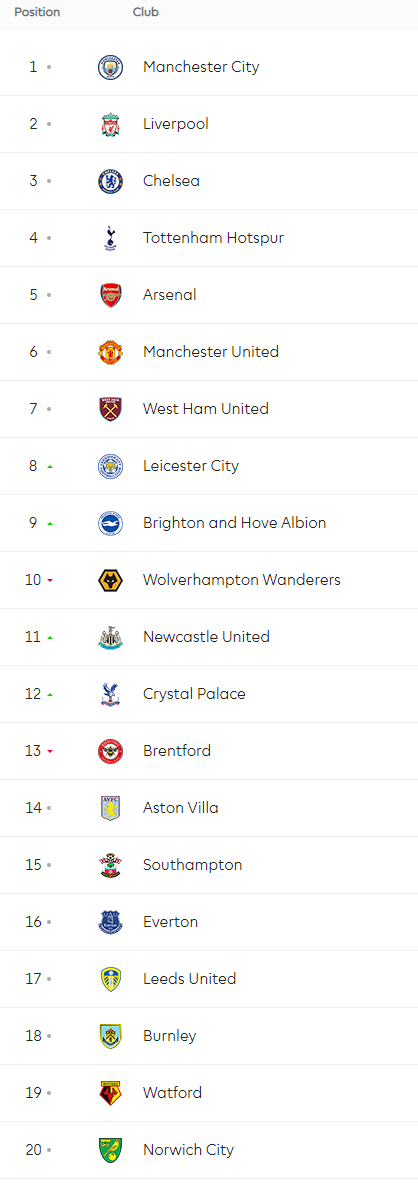 Position Club
1 Manchester City
2 Liverpool
3 Chelsea
4 Tottenham Hotspur
5 Arsenal
6 Manchester United
7 West Ham United
8 Leicester City
9 Brighton and Hove Albion
10 Wolverhampton Wanderers
11 Newcastle United
12 Crystal Palace
13 Brentford
14 Aston Villa
15 Southampton
16 Everton
17 Leeds United
18 Burnley
19 Watford
20 Norwich City